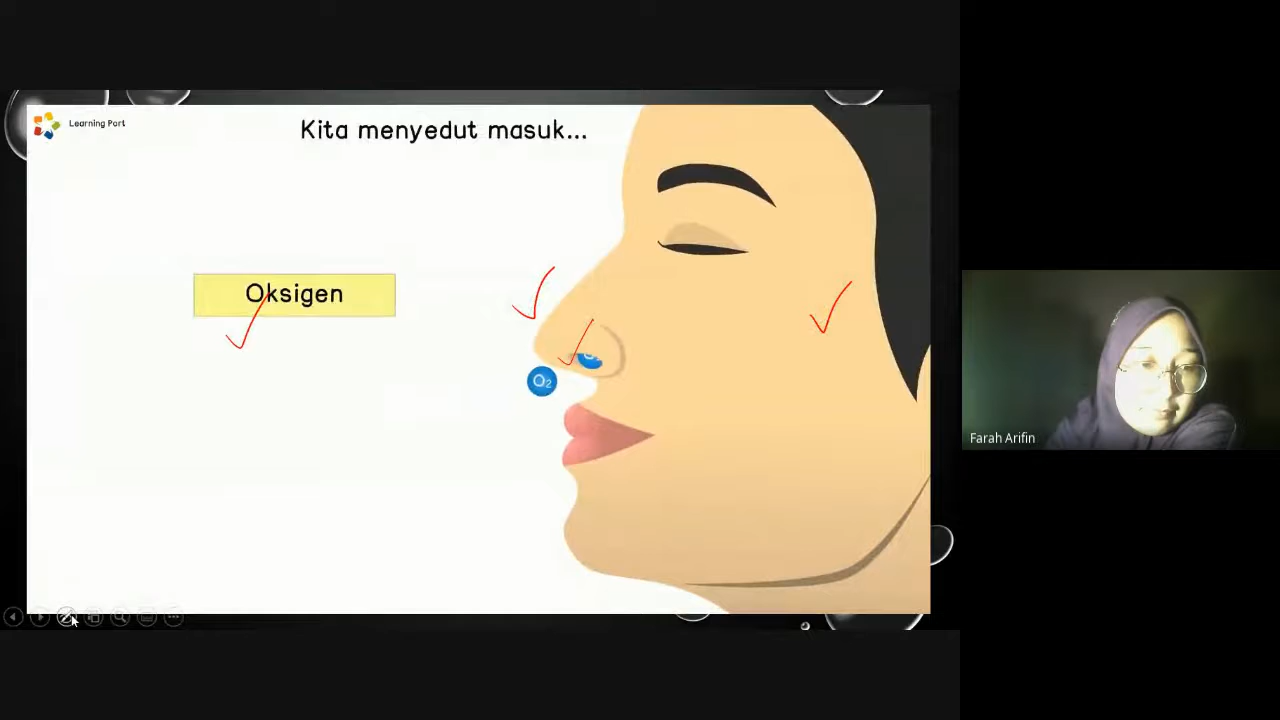 Learning Port
Kita menyedut masuk...
Oksigen
O₂
Farah Arifin